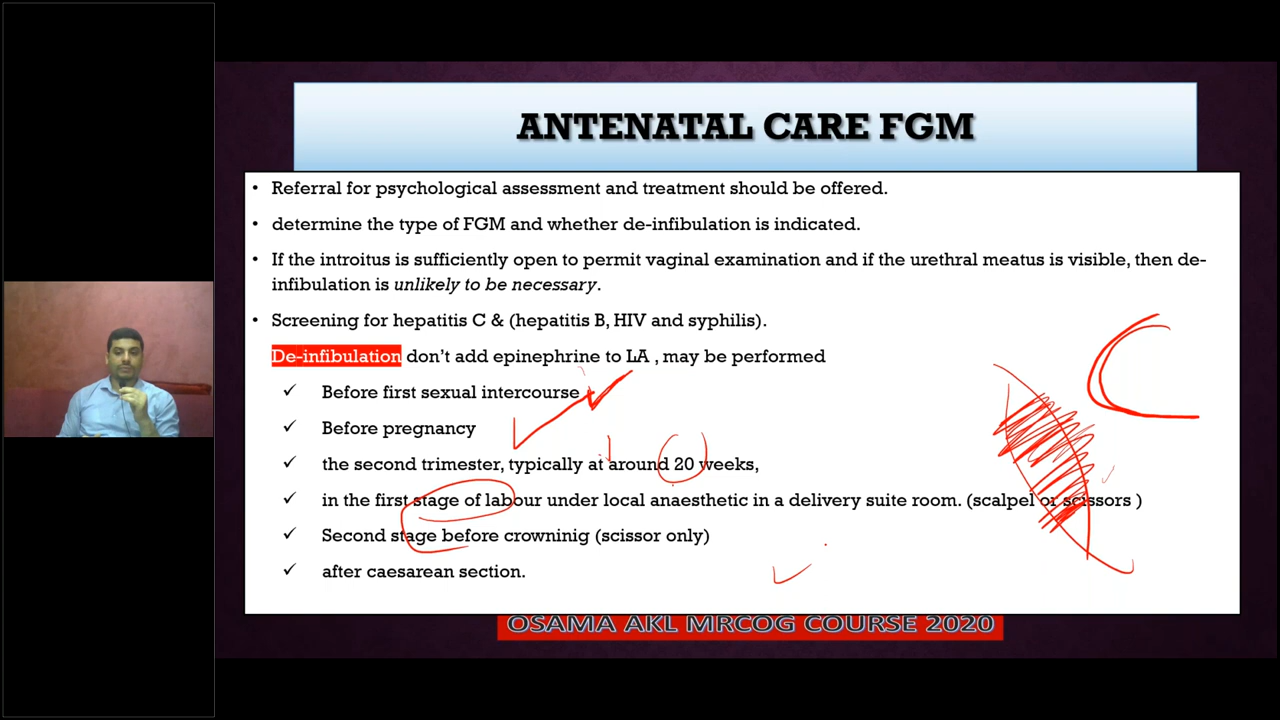 ANTENATAL CARE FGM
• Referral for psychological assessment and treatment should be offered.
• determine the type of FGM and whether de-infibulation is indicated.
• If the introitus is sufficiently open to permit vaginal examination and if the urethral meatus is visible, then de-
infibulation is unlikely to be necessary.
• Screening for hepatitis C & (hepatitis B, HIV and syphilis).
De-infibulation don't add epinephrine to LA , may be performed
✓ Before first sexual intercourse
✓ Before pregnancy
✓ the second trimester, typically at around 20 weeks,
✓ in the first stage of labour under local anaesthetic in a delivery suite room. (scalpel or scissors )
✓ Second stage before crowninig (scissor only)
✓ after caesarean section.
OSAMA AKL MRCOG COURSE 2020